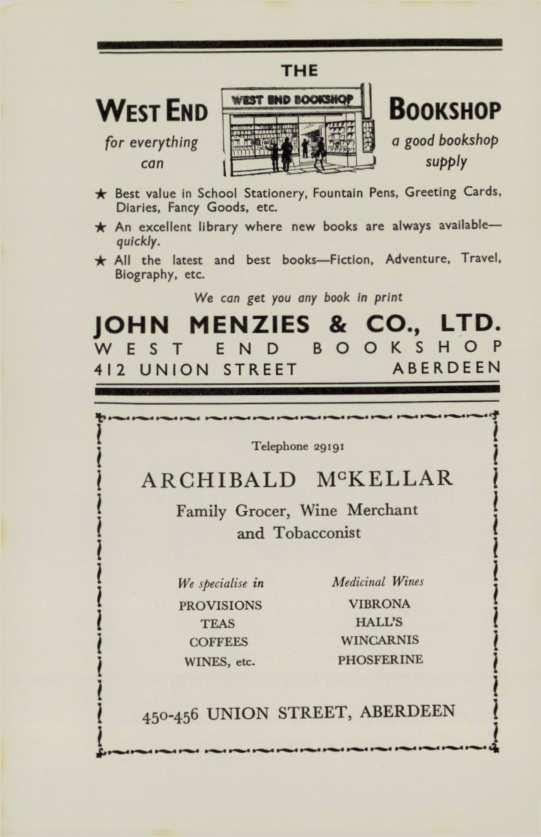 THE
WEST END BOOKSHOP
WEST END BOOKSHOP
for everything a good bookshop
can supply
★ Best value in School Stationery, Fountain Pens, Greeting Cards,
Diaries, Fancy Goods, etc.
★ An excellent library where new books are always available—
quickly.
★ All the latest and best books—Fiction, Adventure, Travel,
Biography, etc.
We can get you any book in print
JOHN MENZIES & CO., LTD.
WEST END BOOKSHOP
412 UNION STREET ABERDEEN
Telephone 29191
ARCHIBALD McKELLAR
Family Grocer, Wine Merchant
and Tobacconist
We specialise in
PROVISIONS
TEAS
COFFEES
WINES, etc.
Medicinal Wines
VIBRONA
HALL'S
WINCARNIS
PHOSFERINE
450-456 UNION STREET, ABERDEEN